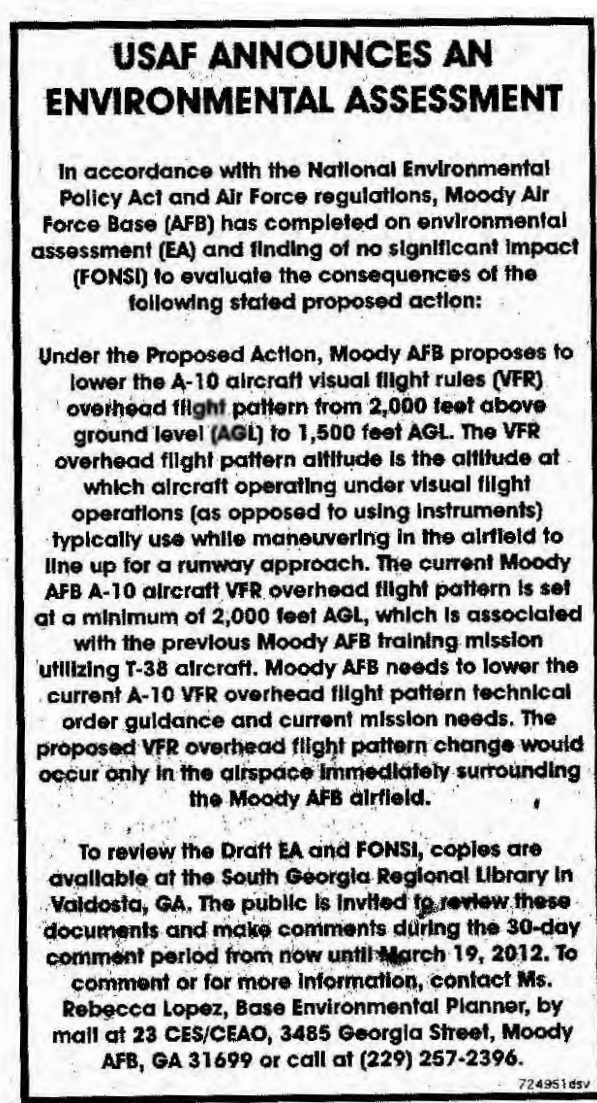 USAF ANNOUNCES AN
ENVIRONMENTAL ASSESSMENT
In accordance with the National Environmental
Policy Act and Air Force regulations, Moody Air
Force Base (AFB) has completed on environmental
assessment (EA) and finding of no significant impact
(FONSI) to evaluate the consequences of the
following stated proposed action:
Under the Proposed Action, Moody AFB proposes to
lower the A-10 aircraft visual flight rules (VFR)
overhead flight pattern from 2,000 feet above
ground level (AGL) to 1,500 feet AGL. The VFR
overhead flight pattern altitude is the altitude at
which aircraft operating under visual flight
operations (as opposed to using instruments)
typically use while maneuvering in the airfield to
line up for a runway approach. The current Moody
AFB A-10 aircraft VFR overhead flight pattern is set
at a minimum of 2,000 feet AGL, which is associated
with the previous Moody AFB training mission
utilizing T-38 aircraft. Moody AFB needs to lower the
current A-10 VFR overhead flight pattern technical
order guidance and current mission needs. The
proposed VFR overhead flight pattern change would
occur only in the airspace immediately surrounding
the Moody AFB airfield.
To review the Draft EA and FONSI, copies are
available at the South Georgia Regional Library in
Valdosta, GA. The public is invited to review these
documents and make comments during the 30-day
comment period from now until March 19, 2012. To
comment or for more information, contact Ms.
Rebecca Lopez, Base Environmental Planner, by
mail at 23 CES/CEAO, 3485 Georgia Street, Moody
AFB, GA 31699 or call at (229) 257-2396.
724951dsv